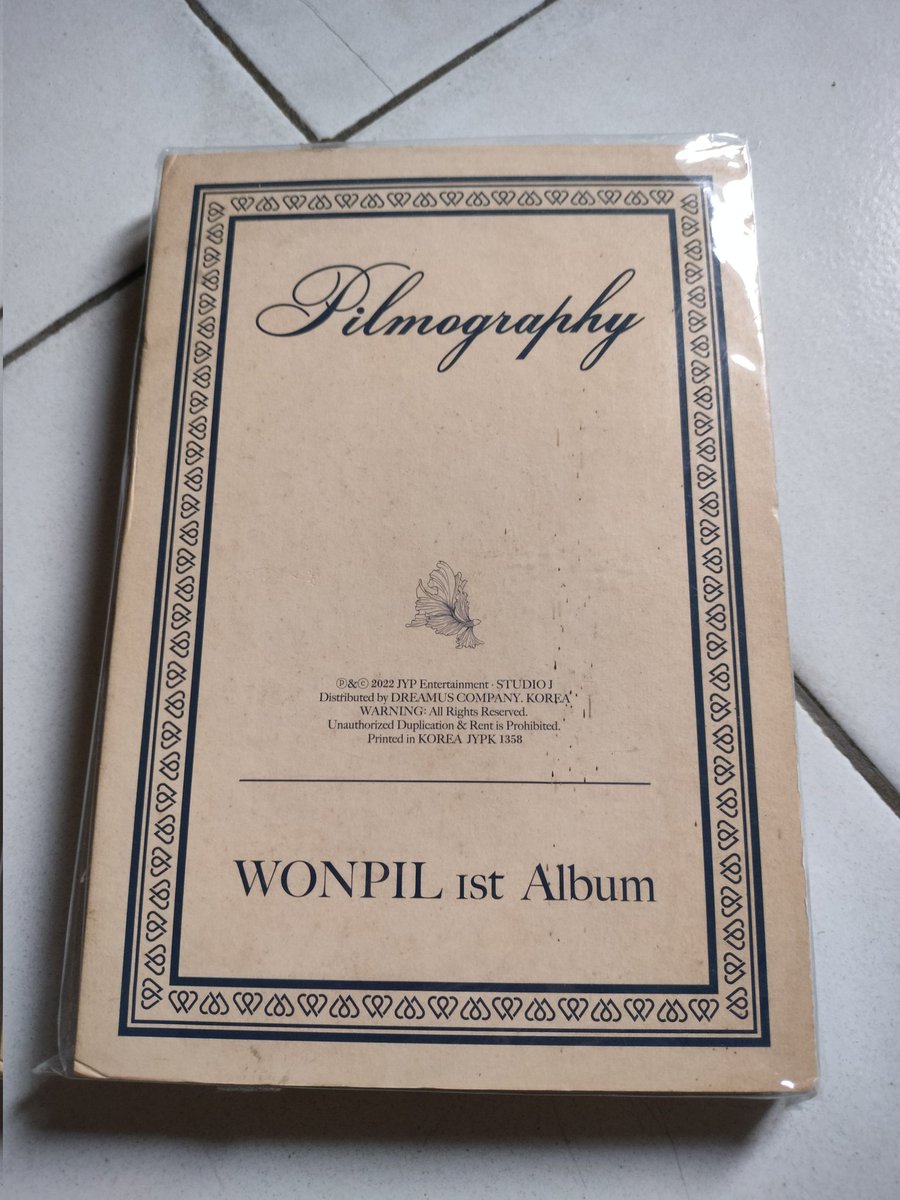 Pilmography
Ⓟ&ⓒ 2022 JYP Entertainment · STUDIO J
Distributed by DREAMUS COMPANY. KOREA
WARNING: All Rights Reserved.
Unauthorized Duplication & Rent is Prohibited.
Printed in KOREA JYPK 1358
WONPIL 1st Album